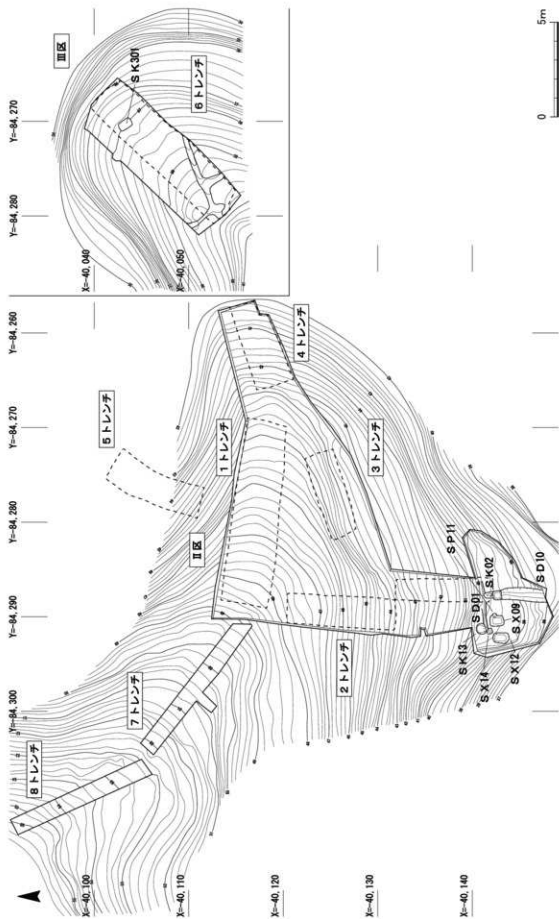 5m
Ⅲ区
SK301
6トレンチ
Y=-84,270
Y=-84,280
X=-40,040
X=-40,050
Y=-84,260
Y=-84,270
Y=-84,280
Y=-84,290
Y=-84,300
5トレンチ
4トレンチ
1トレンチ
3トレンチ
Ⅱ区
2トレンチ
7トレンチ
8トレンチ
SP11
SK02
SD01
SD10
SX09
SK13
SX14
SX12
X=-40,100
X=-40,110
X=-40,120
X=-40,130
X=-40,140
0